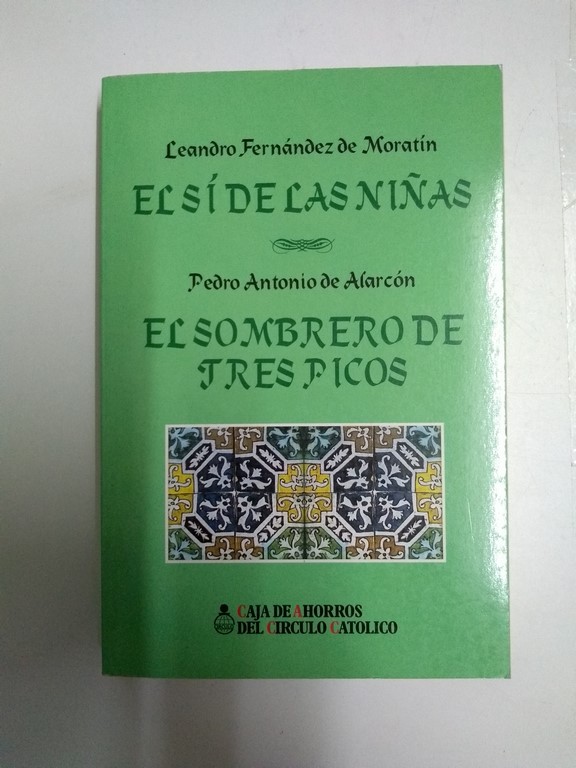 Leandro Fernández de Moratín
EL SÍ DE LAS NIÑAS
Pedro Antonio de Alarcón
EL SOMBRERO DE
TRES PICOS
CAJA DE AHORROS
DEL CIRCULO CATOLICO